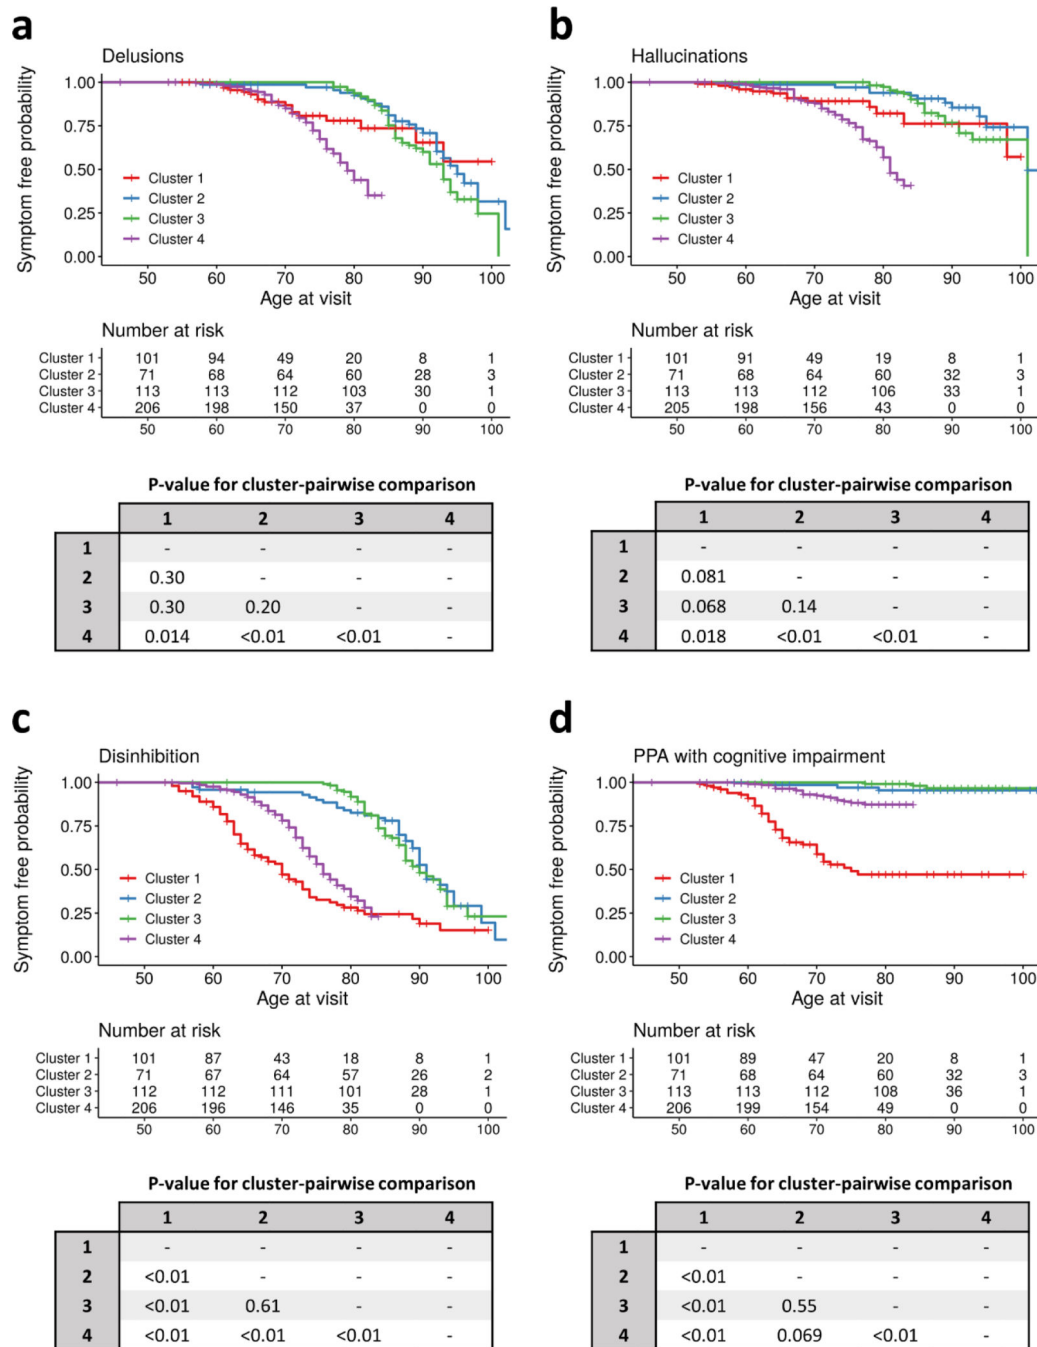 a
Delusions
Symptom free probability
1.00
0.75
0.50
0.25
0.00
Cluster 1
Cluster 2
Cluster 3
Cluster 4
50 60 70 80 90 100
Age at visit
Number at risk
Cluster 1 101 94 49 20 8 1
Cluster 2 71 68 64 60 28 3
Cluster 3 113 113 112 103 30 1
Cluster 4 206 198 150 37 0 0
50 60 70 80 90 100
P-value for cluster-pairwise comparison
1 2 3 4
1 - - - -
2 0.30 - - -
3 0.30 0.20 - -
4 0.014 <0.01 <0.01 -
b
Hallucinations
Symptom free probability
1.00
0.75
0.50
0.25
0.00
Cluster 1
Cluster 2
Cluster 3
Cluster 4
50 60 70 80 90 100
Age at visit
Number at risk
Cluster 1 101 91 49 19 8 1
Cluster 2 71 68 64 60 32 3
Cluster 3 113 113 112 106 33 1
Cluster 4 205 198 156 43 0 0
50 60 70 80 90 100
P-value for cluster-pairwise comparison
1 2 3 4
1 - - - -
2 0.081 - - -
3 0.068 0.14 - -
4 0.018 <0.01 <0.01 -
c
Disinhibition
Symptom free probability
1.00
0.75
0.50
0.25
0.00
Cluster 1
Cluster 2
Cluster 3
Cluster 4
50 60 70 80 90 100
Age at visit
Number at risk
Cluster 1 101 87 43 18 8 1
Cluster 2 71 67 64 57 26 2
Cluster 3 112 112 111 101 28 1
Cluster 4 206 196 146 35 0 0
50 60 70 80 90 100
P-value for cluster-pairwise comparison
1 2 3 4
1 - - - -
2 <0.01 - - -
3 <0.01 0.61 - -
4 <0.01 <0.01 <0.01 -
d
PPA with cognitive impairment
Symptom free probability
1.00
0.75
0.50
0.25
0.00
Cluster 1
Cluster 2
Cluster 3
Cluster 4
50 60 70 80 90 100
Age at visit
Number at risk
Cluster 1 101 89 47 20 8 1
Cluster 2 71 68 64 60 32 3
Cluster 3 113 113 112 108 36 1
Cluster 4 206 199 154 49 0 0
50 60 70 80 90 100
P-value for cluster-pairwise comparison
1 2 3 4
1 - - - -
2 <0.01 - - -
3 <0.01 0.55 - -
4 <0.01 0.069 <0.01 -